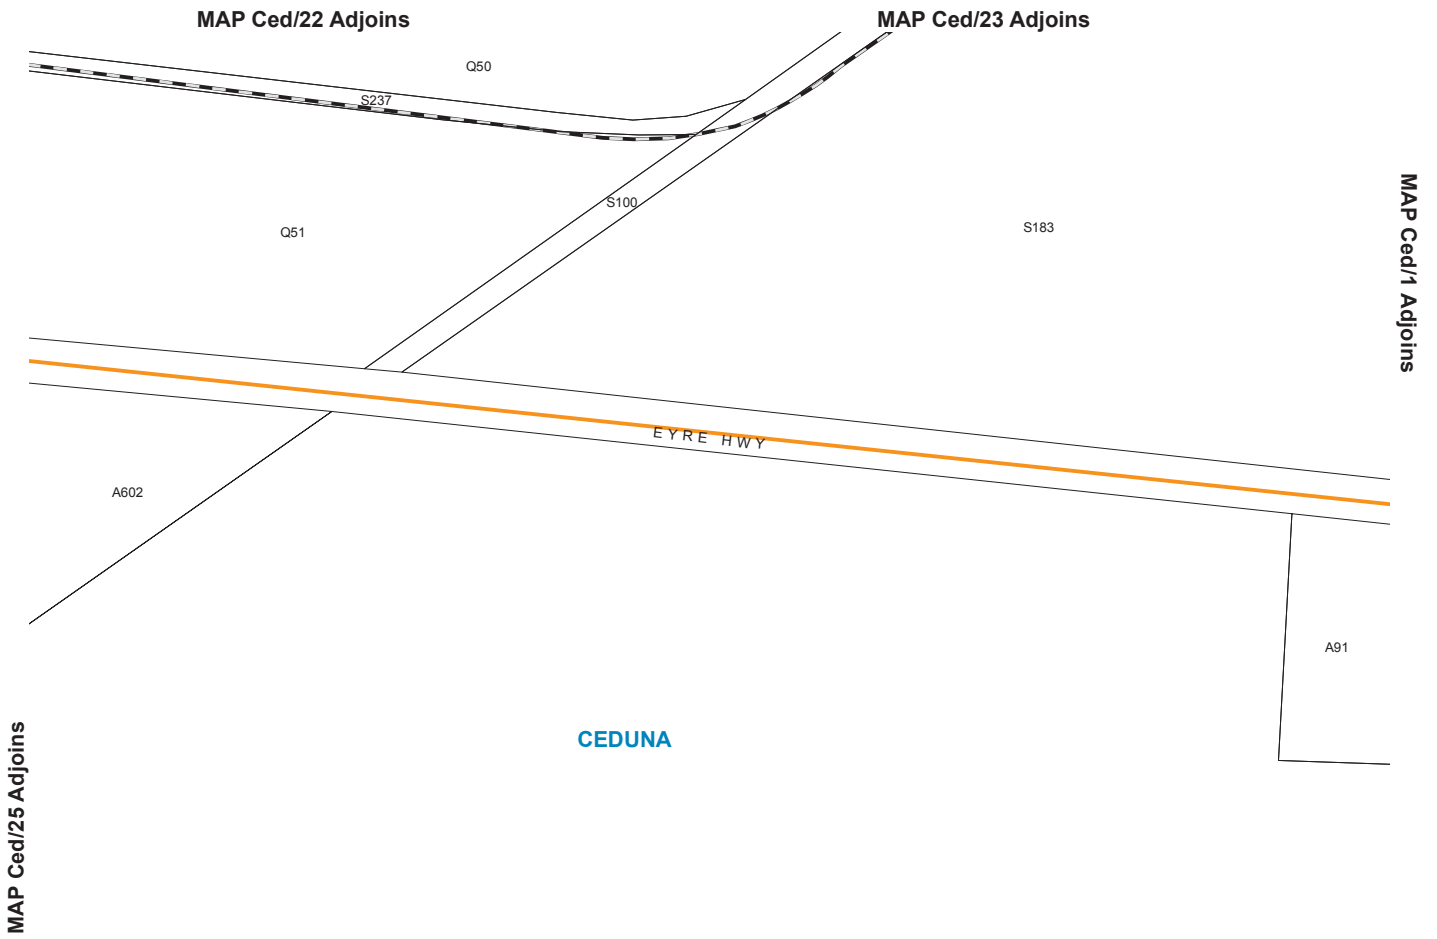 MAP Ced/22 Adjoins
MAP Ced/23 Adjoins
Q50
S237
S100
Q51
S183
MAP Ced/1 Adjoins
EYRE HWY
A602
A91
CEDUNA
MAP Ced/25 Adjoins